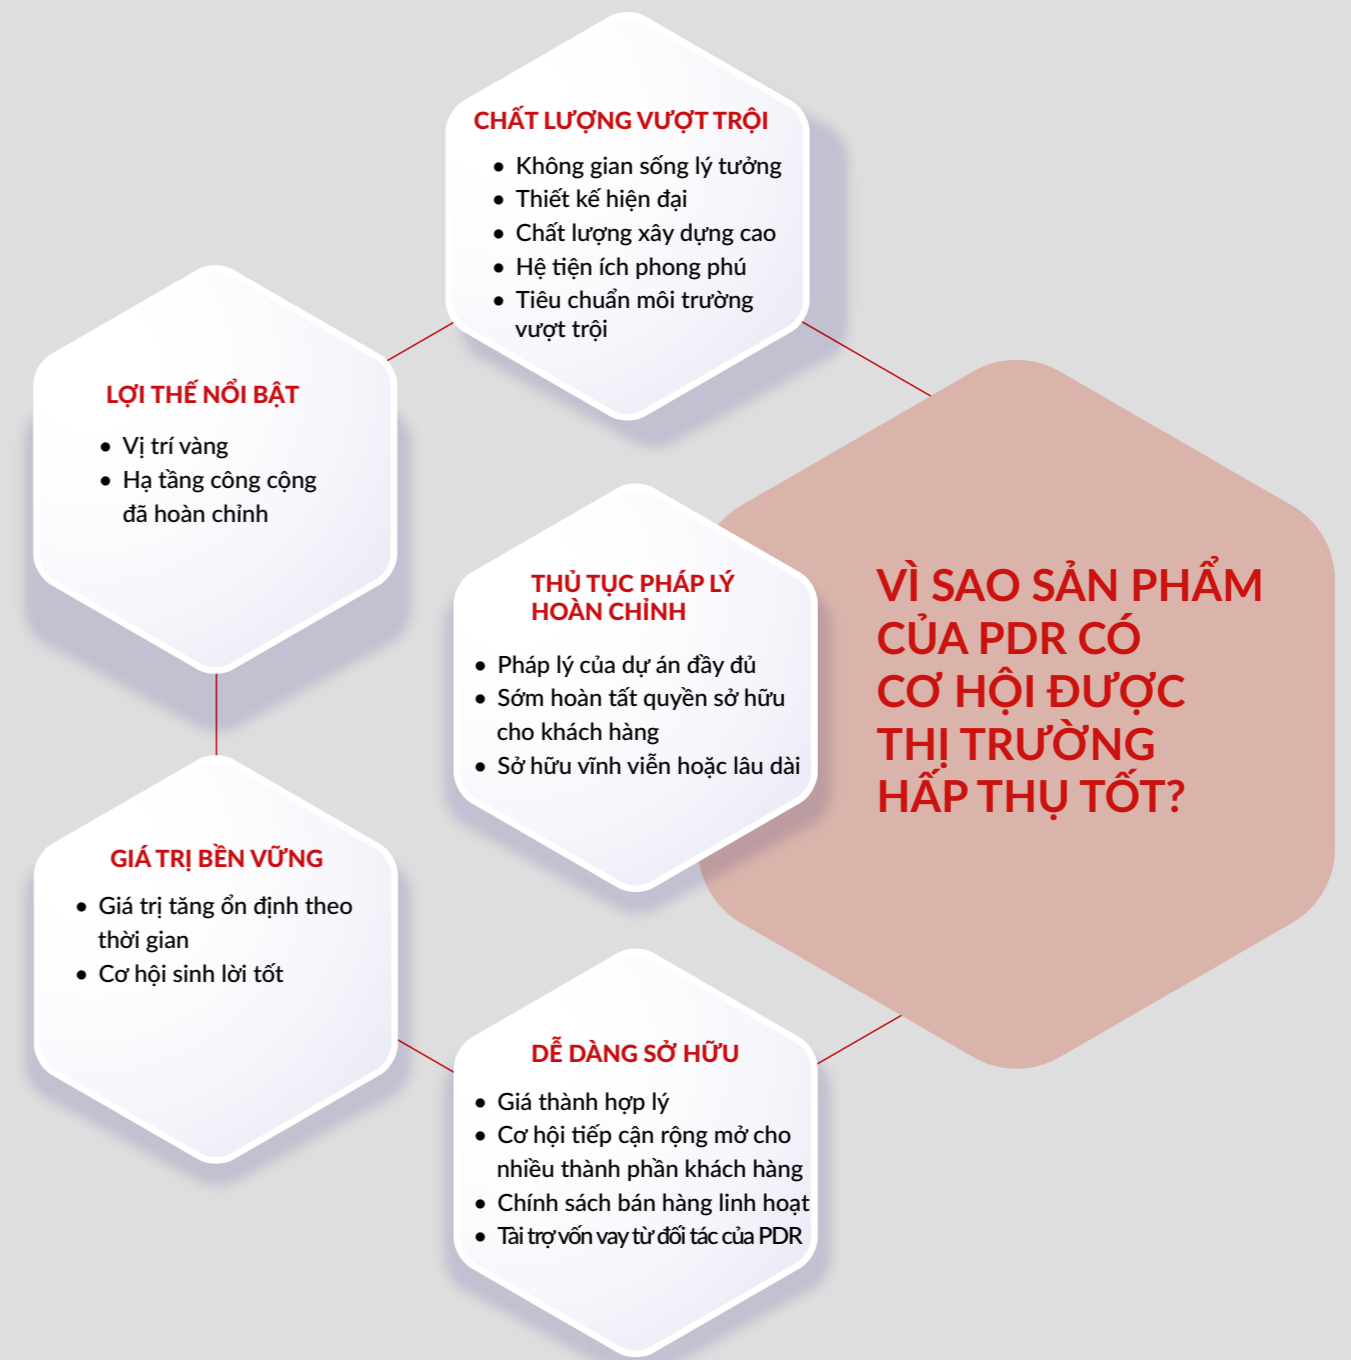 CHẤT LƯỢNG VƯỢT TRỘI
• Không gian sống lý tưởng
• Thiết kế hiện đại
• Chất lượng xây dựng cao
• Hệ tiện ích phong phú
• Tiêu chuẩn môi trường
vượt trội
LỢI THẾ NỔI BẬT
• Vị trí vàng
• Hạ tầng công cộng
đã hoàn chỉnh
THỦ TỤC PHÁP LÝ
HOÀN CHỈNH
• Pháp lý của dự án đầy đủ
• Sớm hoàn tất quyền sở hữu
cho khách hàng
• Sở hữu vĩnh viễn hoặc lâu dài
VÌ SAO SẢN PHẨM
CỦA PDR CÓ
CƠ HỘI ĐƯỢC
THỊ TRƯỜNG
HẤP THỤ TỐT?
GIÁ TRỊ BỀN VỮNG
• Giá trị tăng ổn định theo
thời gian
• Cơ hội sinh lời tốt
DỄ DÀNG SỞ HỮU
• Giá thành hợp lý
• Cơ hội tiếp cận rộng mở cho
nhiều thành phần khách hàng
• Chính sách bán hàng linh hoạt
• Tài trợ vốn vay từ đối tác của PDR